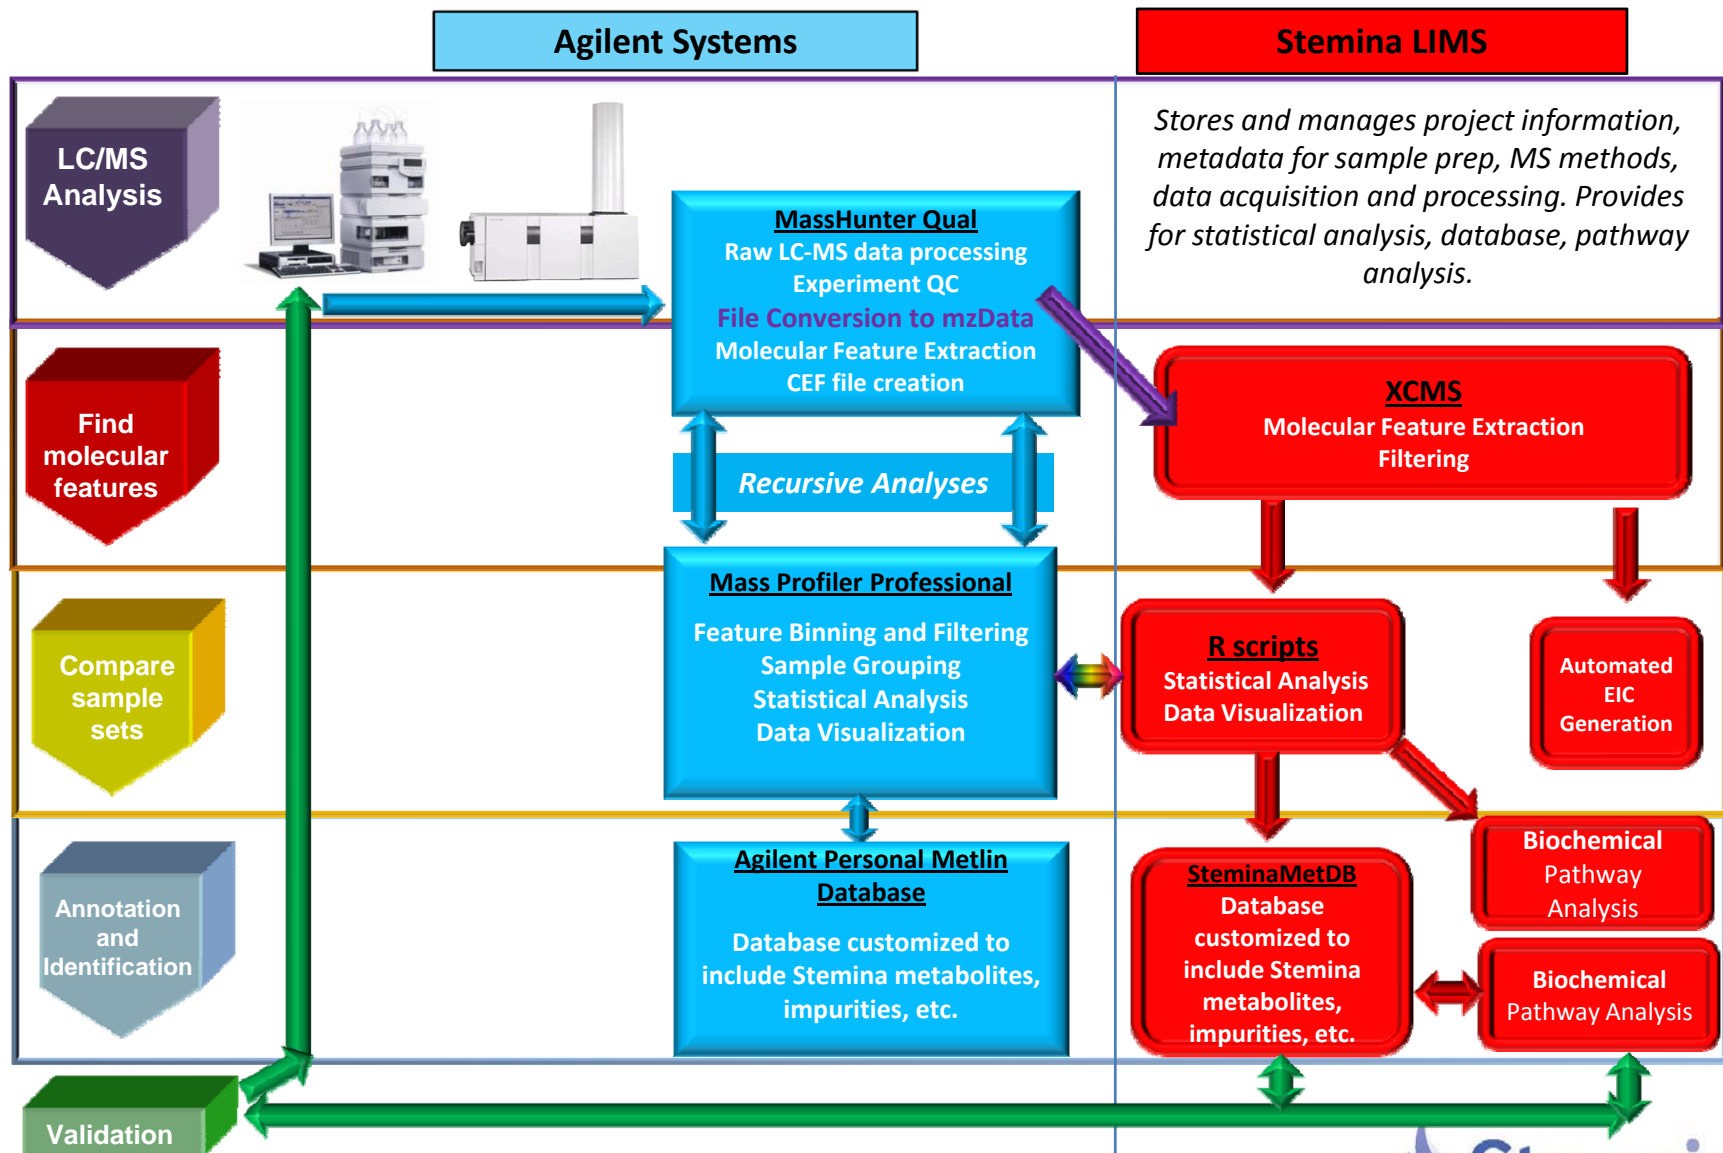 Agilent Systems
Stemina LIMS
LC/MS
Analysis
Stores and manages project information,
metadata for sample prep, MS methods,
data acquisition and processing. Provides
for statistical analysis, database, pathway
analysis.
MassHunter Qual
Raw LC-MS data processing
Experiment QC
File Conversion to mzData
Molecular Feature Extraction
CEF file creation
Find
molecular
features
XCMS
Molecular Feature Extraction
Filtering
Recursive Analyses
Compare
sample
sets
Mass Profiler Professional
Feature Binning and Filtering
Sample Grouping
Statistical Analysis
Data Visualization
R scripts
Statistical Analysis
Data Visualization
Automated
EIC
Generation
Annotation
and
Identification
Agilent Personal Metlin
Database
Database customized to
include Stemina metabolites,
impurities, etc.
SteminaMetDB
Database
customized to
include Stemina
metabolites,
impurities, etc.
Biochemical
Pathway
Analysis
Biochemical
Pathway Analysis
Validation